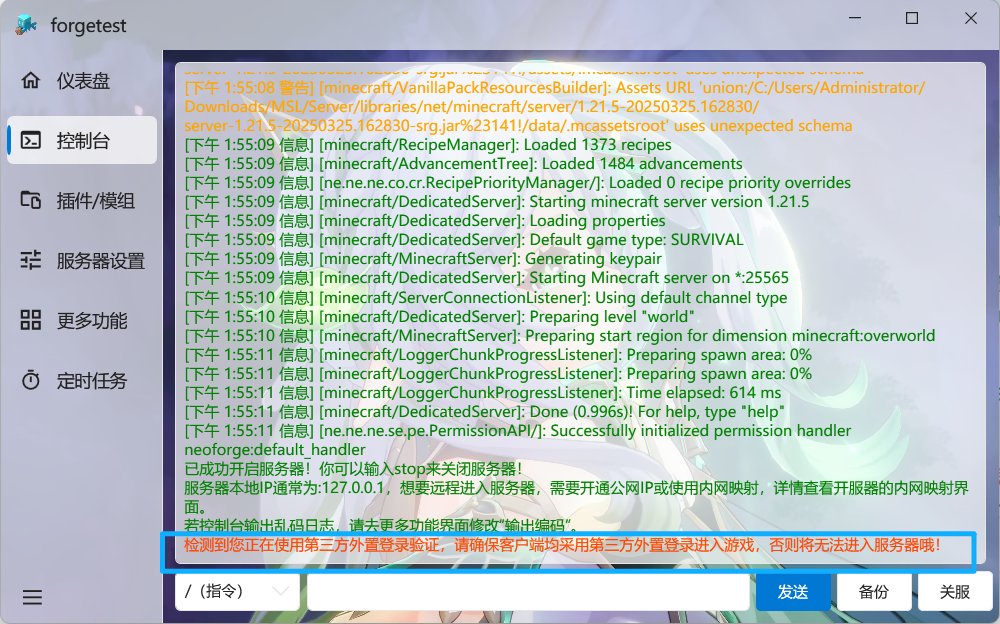 forgetest
仪表盘
控制台
插件/模组
服务器设置
更多功能
定时任务
[下午 1:55:08 警告] [minecraft/VanillaPackResourcesBuilder]: Assets URL 'union:/C:/Users/Administrator/
Downloads/MSL/Server/libraries/net/minecraft/server/1.21.5-20250325.162830/
server-1.21.5-20250325.162830-srg.jar%23141!/data/.mcassetsroot' uses unexpected schema
[下午 1:55:09 信息] [minecraft/RecipeManager]: Loaded 1373 recipes
[下午 1:55:09 信息] [minecraft/AdvancementTree]: Loaded 1484 advancements
[下午 1:55:09 信息] [ne.ne.ne.co.cr.RecipePriorityManager/]: Loaded 0 recipe priority overrides
[下午 1:55:09 信息] [minecraft/DedicatedServer]: Starting minecraft server version 1.21.5
[下午 1:55:09 信息] [minecraft/DedicatedServer]: Loading properties
[下午 1:55:09 信息] [minecraft/DedicatedServer]: Default game type: SURVIVAL
[下午 1:55:09 信息] [minecraft/MinecraftServer]: Generating keypair
[下午 1:55:09 信息] [minecraft/DedicatedServer]: Starting Minecraft server on *:25565
[下午 1:55:10 信息] [minecraft/ServerConnectionListener]: Using default channel type
[下午 1:55:10 信息] [minecraft/DedicatedServer]: Preparing level "world"
[下午 1:55:10 信息] [minecraft/MinecraftServer]: Preparing start region for dimension minecraft:overworld
[下午 1:55:11 信息] [minecraft/LoggerChunkProgressListener]: Preparing spawn area: 0%
[下午 1:55:11 信息] [minecraft/LoggerChunkProgressListener]: Preparing spawn area: 0%
[下午 1:55:11 信息] [minecraft/LoggerChunkProgressListener]: Time elapsed: 614 ms
[下午 1:55:11 信息] [minecraft/DedicatedServer]: Done (0.996s)! For help, type "help"
[下午 1:55:11 信息] [ne.ne.ne.se.pe.PermissionAPI/]: Successfully initialized permission handler
neoforge:default_handler
已成功开启服务器！你可以输入stop来关闭服务器！
服务器本地IP通常为:127.0.0.1，想要远程进入服务器，需要开通公网IP或使用内网映射，详情查看开服器的内网映射界
面。
若控制台输出乱码日志，请去更多功能界面修改“输出编码”。
检测到您正在使用第三方外置登录验证，请确保客户端均采用第三方外置登录进入游戏，否则将无法进入服务器哦！
/（指令）
发送
备份
关服